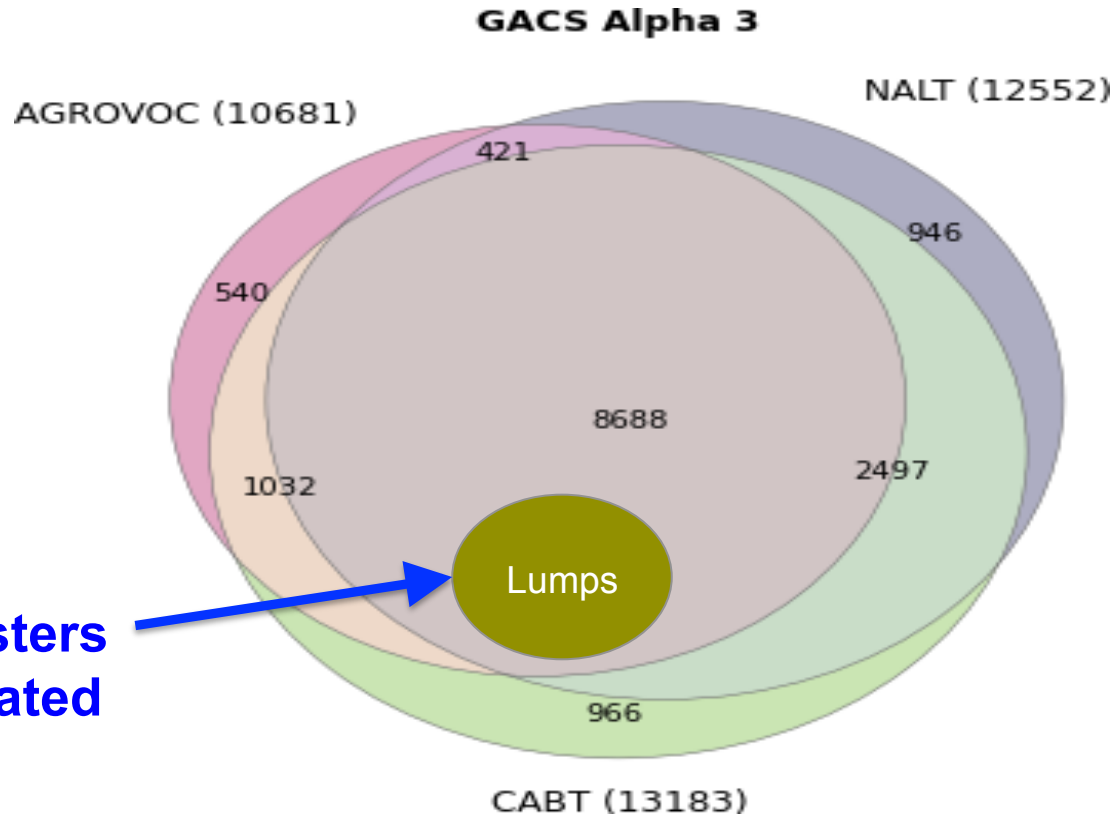 GACS Alpha 3
NALT (12552)
AGROVOC (10681)
421
946
540
8688
2497
1032
Lumps
966
CABT (13183)